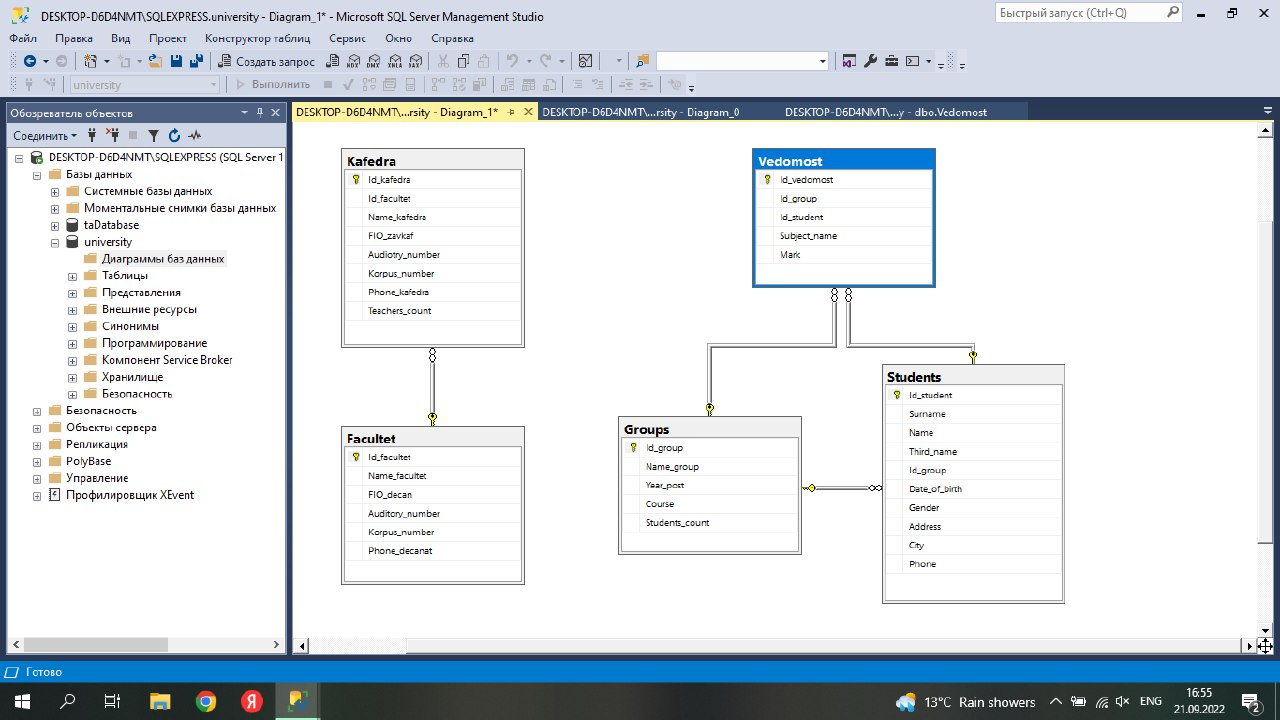 DESKTOP-D6D4NMT\SQLEXPRESS.university - Diagram_1* - Microsoft SQL Server Management Studio
Быстрый запуск (Ctrl+Q)
Файл Правка Вид Проект Конструктор таблиц Сервис Окно Справка
Создать запрос
MDX DMX XMLA DAX
university Выполнить
Обозреватель объектов
Соединить
DESKTOP-D6D4NMT\SQLEXPRESS (SQL Server 1
Базы данных
Системные базы данных
Моментальные снимки базы данных
taDatabase
university
Диаграммы баз данных
Таблицы
Представления
Внешние ресурсы
Синонимы
Программирование
Компонент Service Broker
Хранилище
Безопасность
Безопасность
Объекты сервера
Репликация
PolyBase
Управление
Профилировщик XEvent
DESKTOP-D6D4NMT\...rsity - Diagram_1* DESKTOP-D6D4NMT\...rsity - Diagram_0 DESKTOP-D6D4NMT\...y - dbo.Vedomost
Kafedra
Id_kafedra
Id_facultet
Name_kafedra
FIO_zavkaf
Audiotry_number
Korpus_number
Phone_kafedra
Teachers_count
Facultet
Id_facultet
Name_facultet
FIO_decan
Auditory_number
Korpus_number
Phone_decanat
Vedomost
Id_vedomost
Id_group
Id_student
Subject_name
Mark
Groups
Id_group
Name_group
Year_post
Course
Students_count
Students
Id_student
Surname
Name
Third_name
Id_group
Date_of_birth
Gender
Address
City
Phone
Готово
13°C Rain showers
ENG
16:55
21.09.2022
2